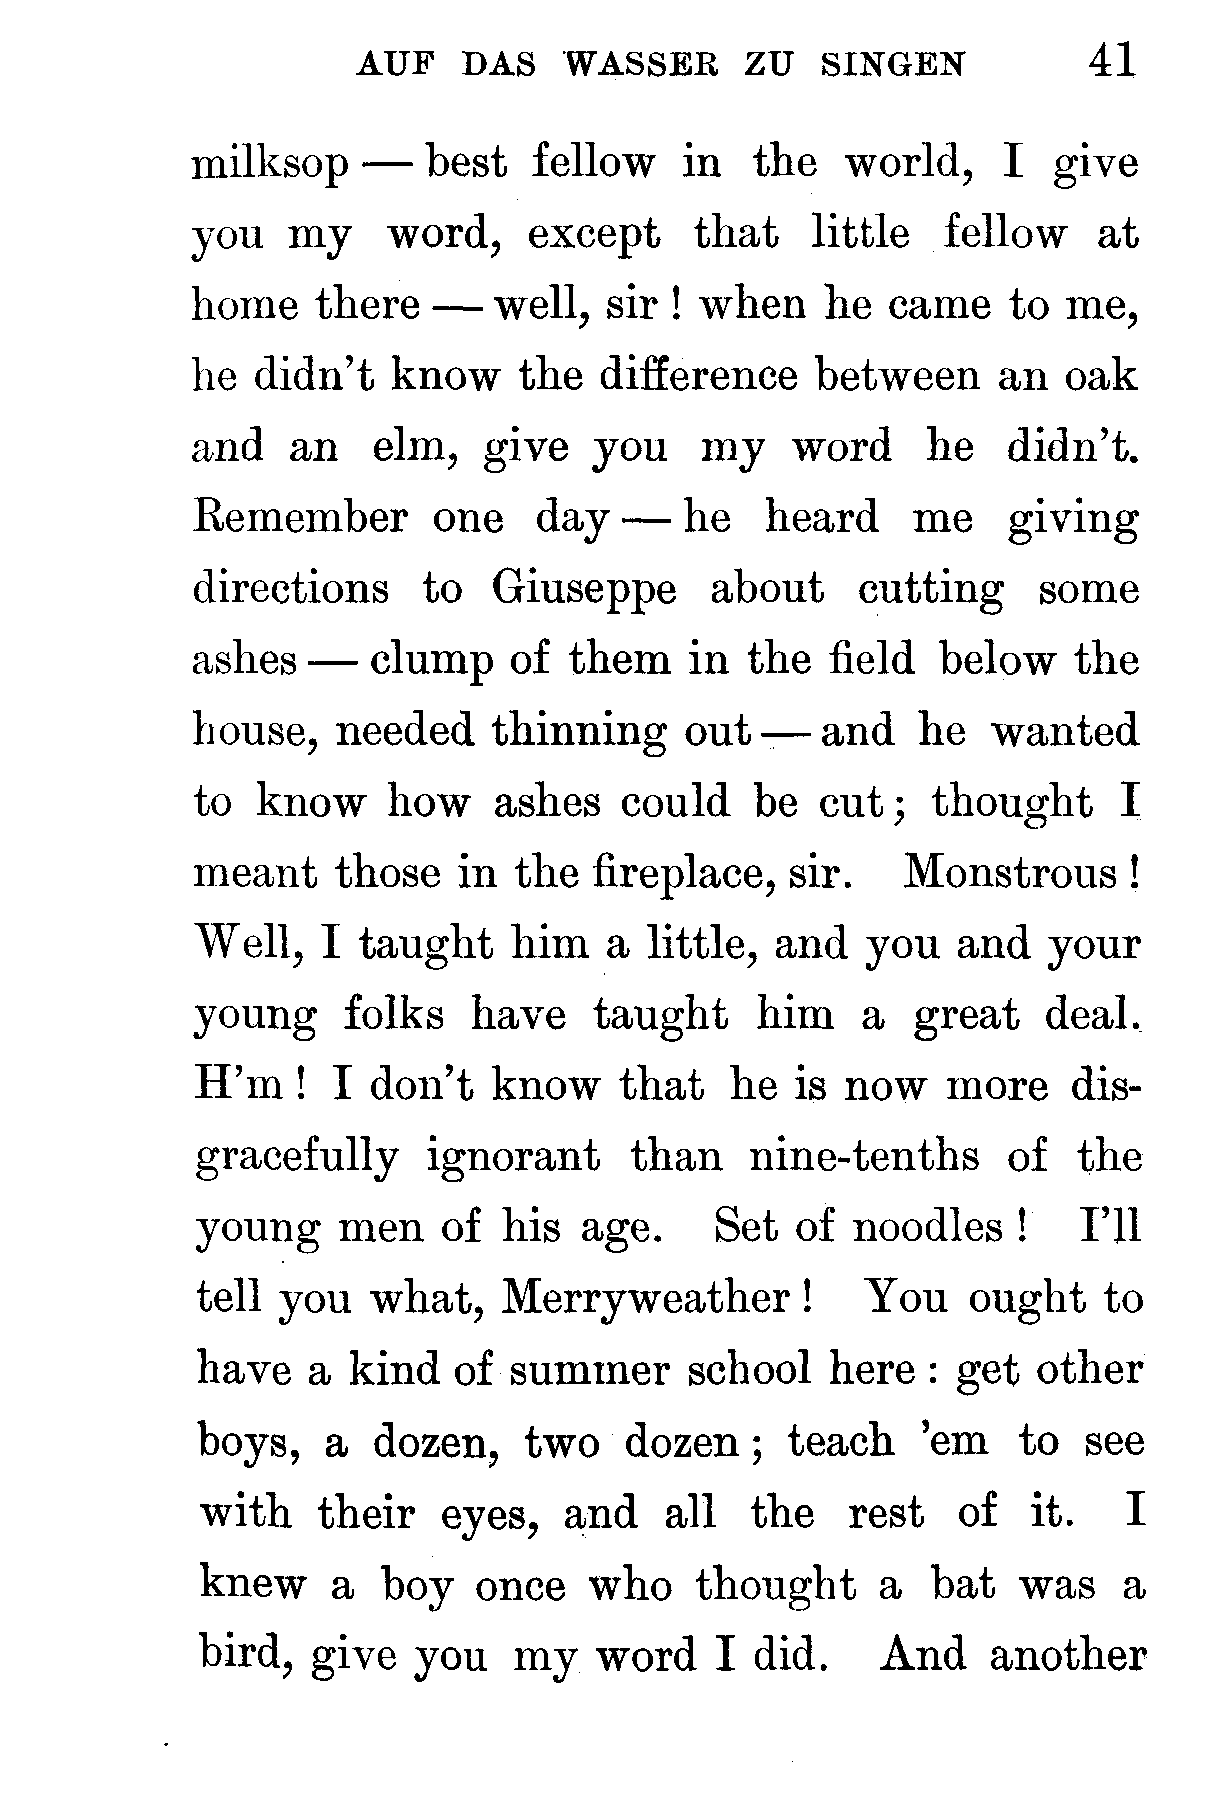 AUF DAS WASSER ZU SINGEN 41
milksop — best fellow in the world, I give
you my word, except that little fellow at
home there — well, sir ! when he came to me,
he didn't know the difference between an oak
and an elm, give you my word he didn't.
Remember one day — he heard me giving
directions to Giuseppe about cutting some
ashes — clump of them in the field below the
house, needed thinning out — and he wanted
to know how ashes could be cut ; thought I
meant those in the fireplace, sir. Monstrous !
Well, I taught him a little, and you and your
young folks have taught him a great deal.
H'm ! I don't know that he is now more dis-
gracefully ignorant than nine-tenths of the
young men of his age. Set of noodles ! I'll
tell you what, Merryweather ! You ought to
have a kind of summer school here : get other
boys, a dozen, two dozen ; teach 'em to see
with their eyes, and all the rest of it. I
knew a boy once who thought a bat was a
bird, give you my word I did. And another